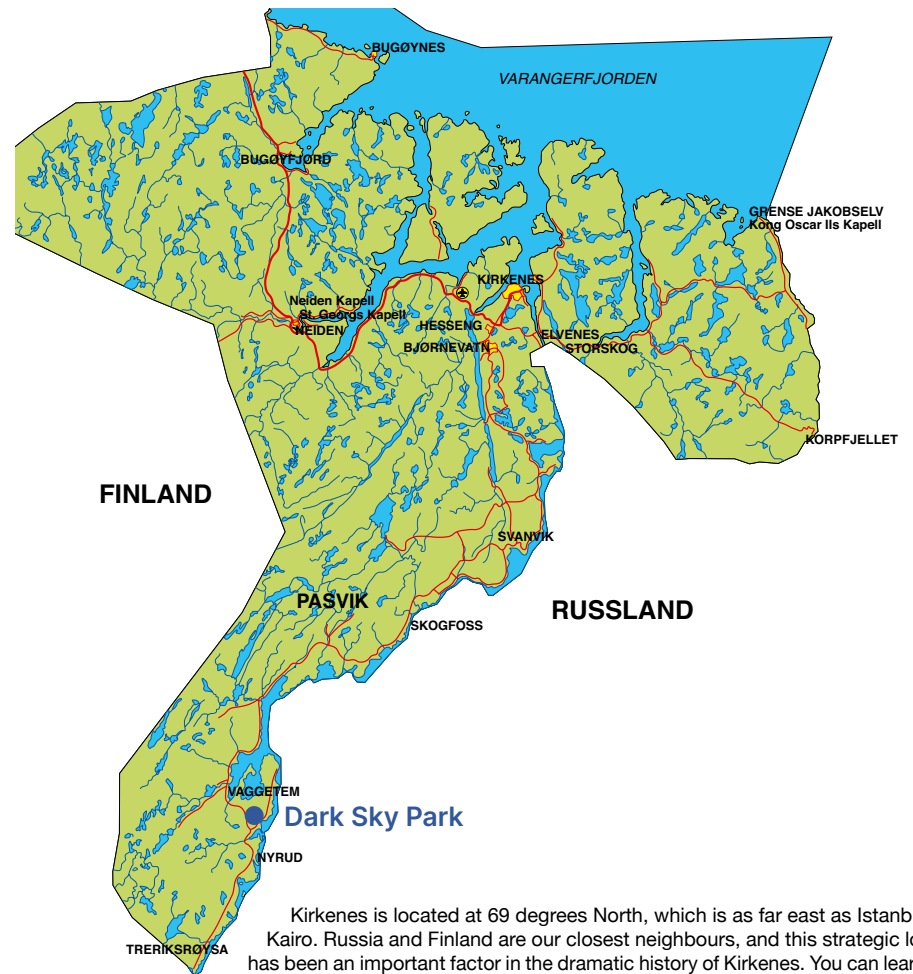 BUGØYNES
VARANGERFJORDEN
BUGØYFJORD
GRENSE JAKOBSELV
Kong Oscar IIs Kapell
KIRKENES
Neiden Kapell
St. Georgs Kapell
NEIDEN
HESSENG
ELVENES
BJØRNEVATN
STORSKOG
KORPFJELLET
FINLAND
SVANVIK
PASVIK
RUSSLAND
SKOGFOSS
VAGGETEM
Dark Sky Park
NYRUD
TRERIKSRØYSA
Kirkenes is located at 69 degrees North, which is as far east as Istanb
Kairo. Russia and Finland are our closest neighbours, and this strategic lo
has been an important factor in the dramatic history of Kirkenes. You can lear